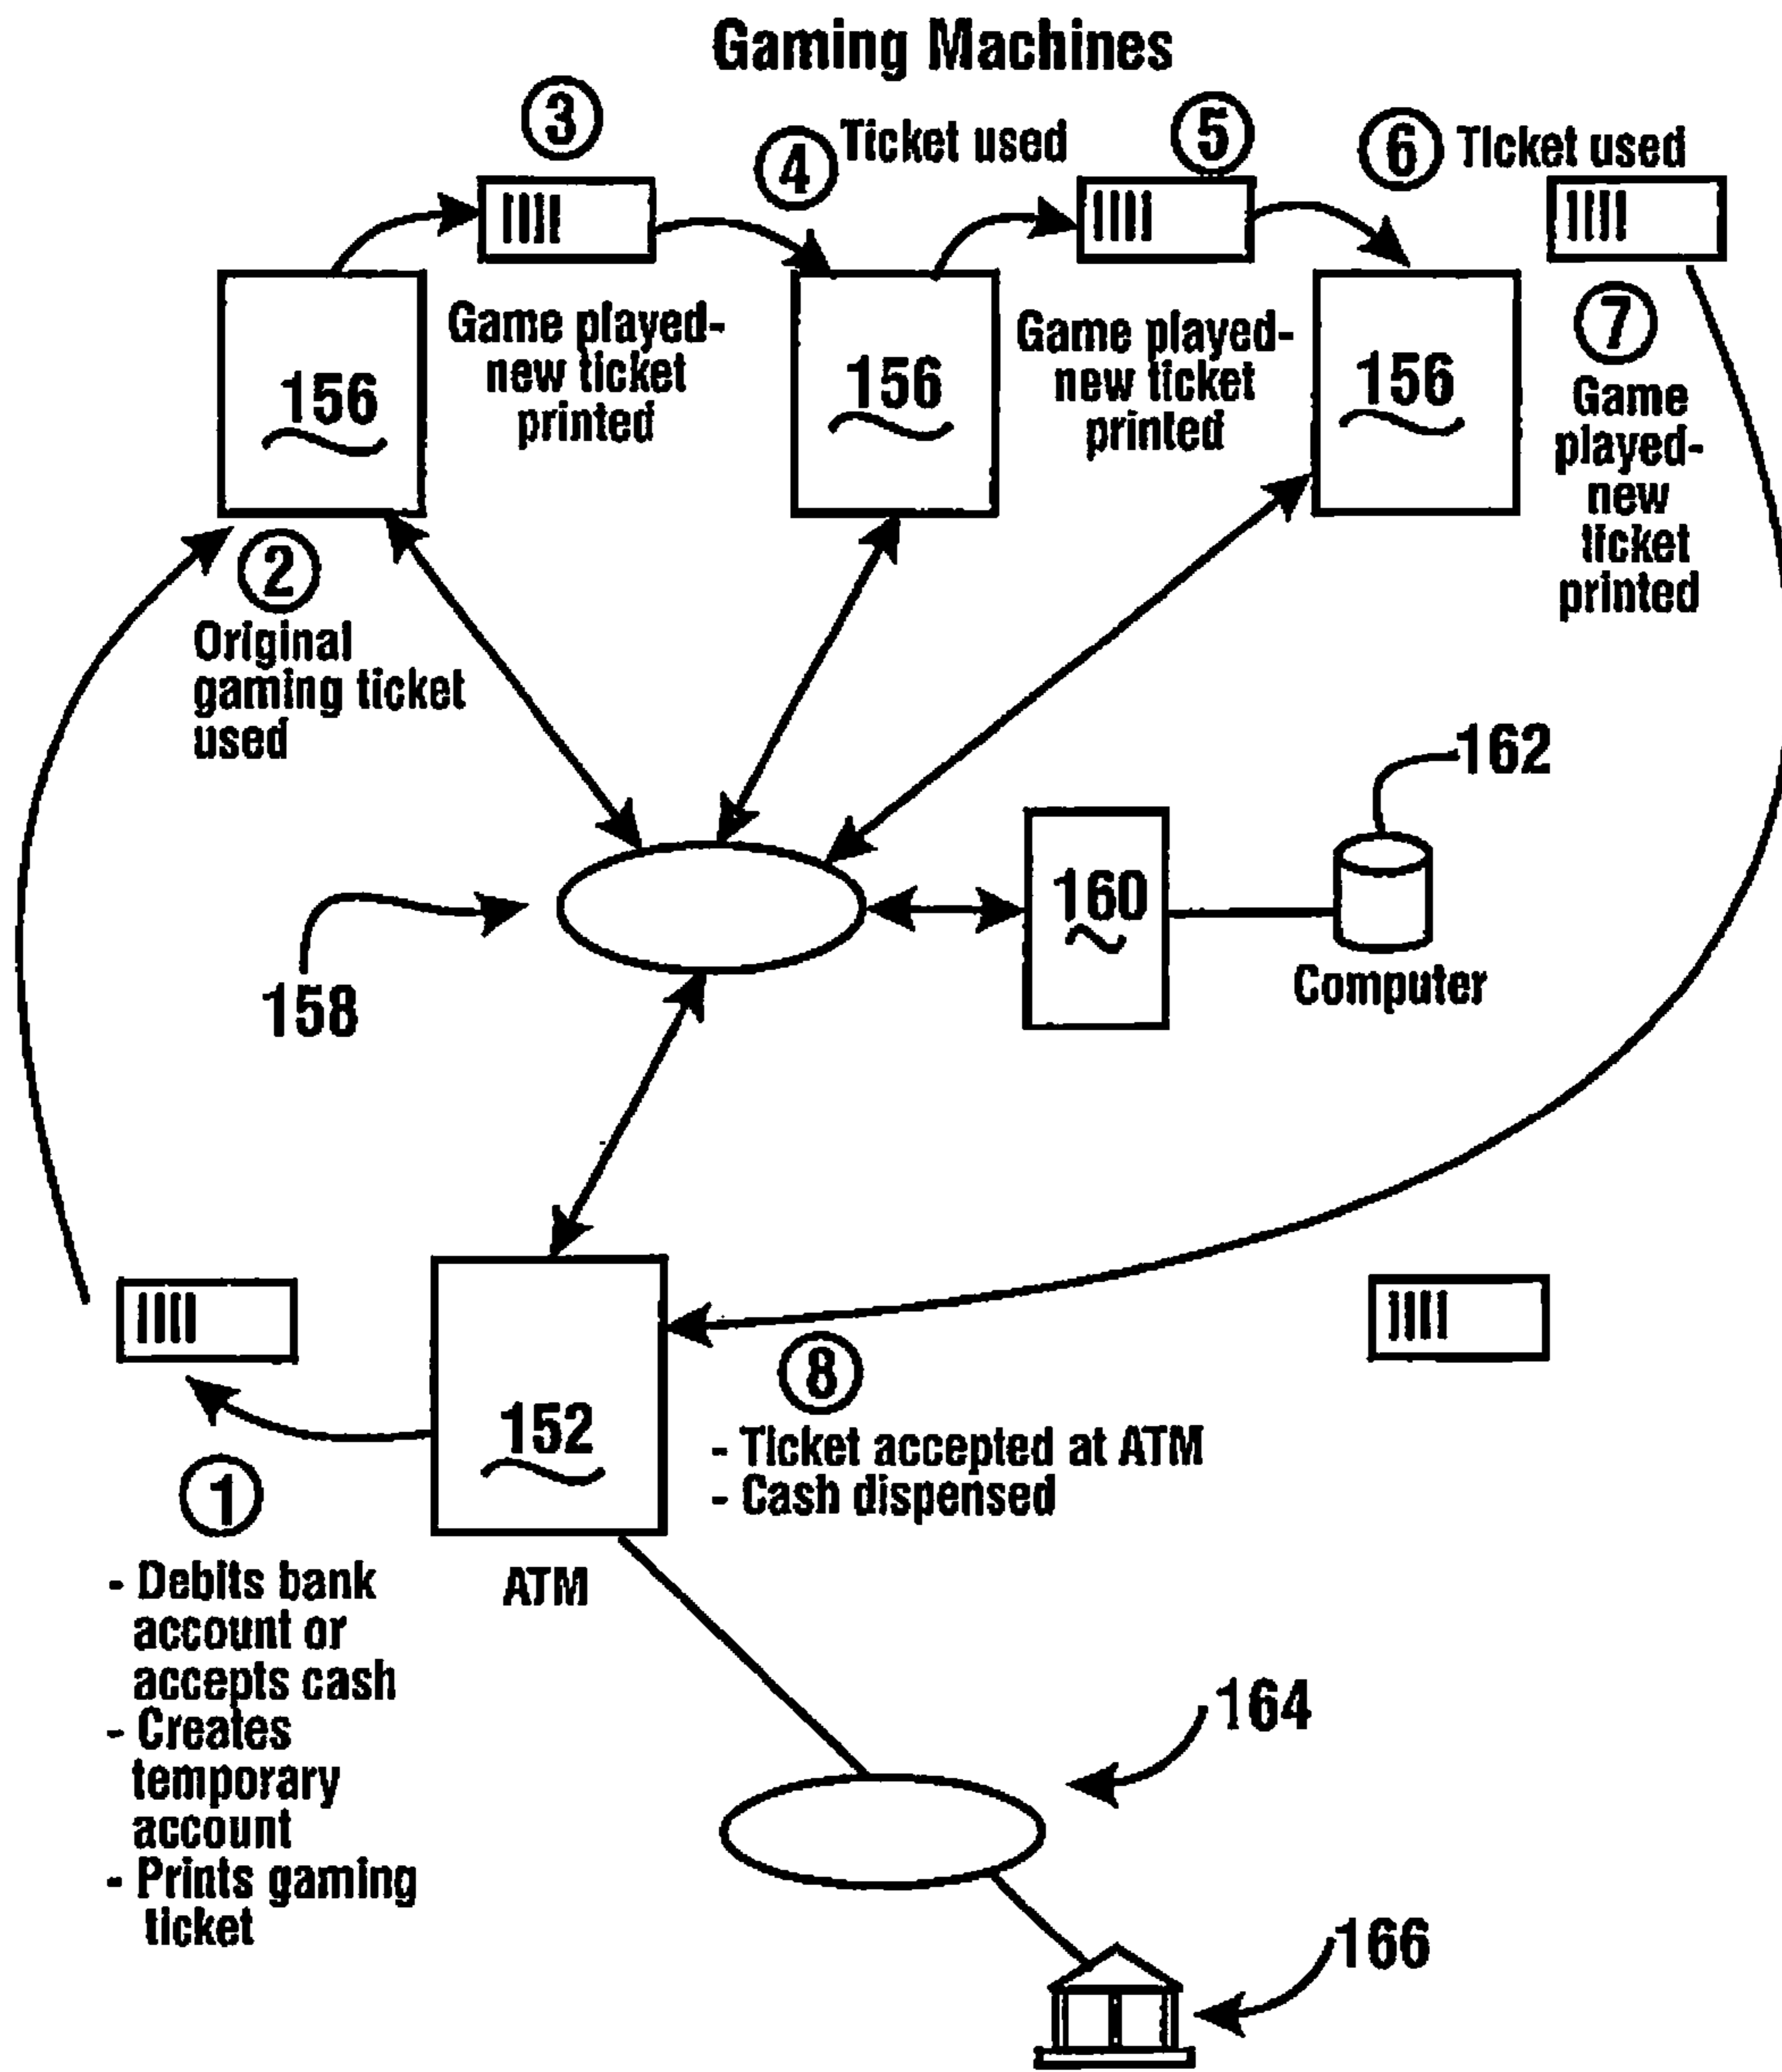 Gaming Machines
3
4
Ticket used
5
6
Ticket used
Game played-
new ticket
printed
Game played-
new ticket
printed
7
Game
played-
new
ticket
printed
156
156
156
2
Original
gaming ticket
used
162
160
Computer
158
152
ATM
8
- Ticket accepted at ATM
- Cash dispensed
1
- Debits bank
account or
accepts cash
- Creates
temporary
account
- Prints gaming
ticket
164
166